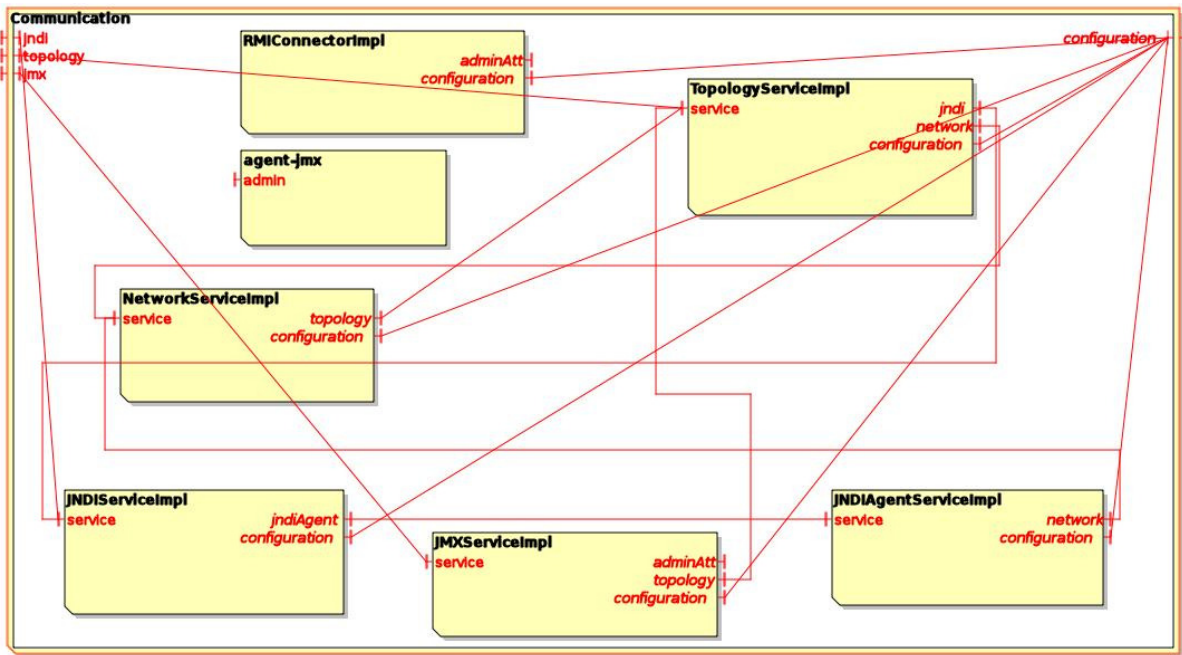 Communication
jndi
topology
jmx
configuration
RMIConnectorImpl
adminAtt
configuration
TopologyServiceImpl
service
jndi
network
configuration
agent-jmx
admin
NetworkServiceImpl
service
topology
configuration
JNDIServiceImpl
service
jndiAgent
configuration
JMXServiceImpl
service
adminAtt
topology
configuration
JNDIAgentServiceImpl
service
network
configuration